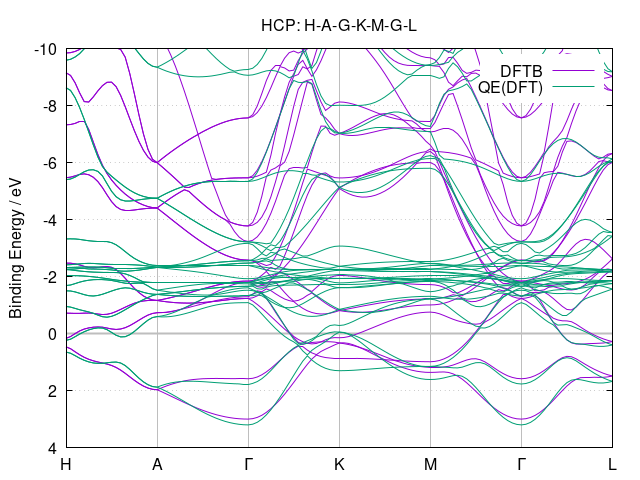 HCP: H-A-G-K-M-G-L
-10
DFTB
QE(DFT)
-8
-6
-4
-2
0
2
4
Binding Energy / eV
H A Γ K M Γ L